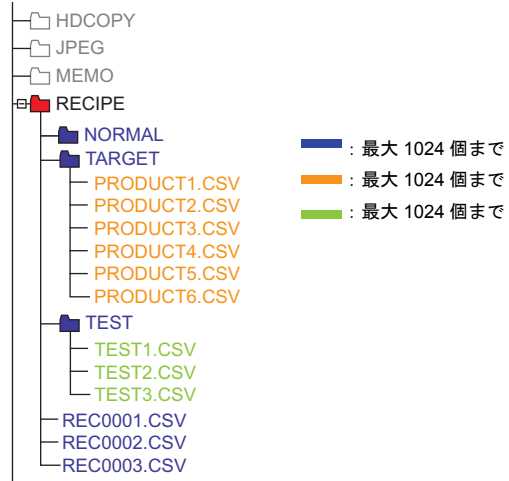 HDCOPY
JPEG
MEMO
RECIPE
NORMAL
TARGET
PRODUCT1.CSV
PRODUCT2.CSV
PRODUCT3.CSV
PRODUCT4.CSV
PRODUCT5.CSV
PRODUCT6.CSV
TEST
TEST1.CSV
TEST2.CSV
TEST3.CSV
REC0001.CSV
REC0002.CSV
REC0003.CSV
：最大 1024 個まで
：最大 1024 個まで
：最大 1024 個まで